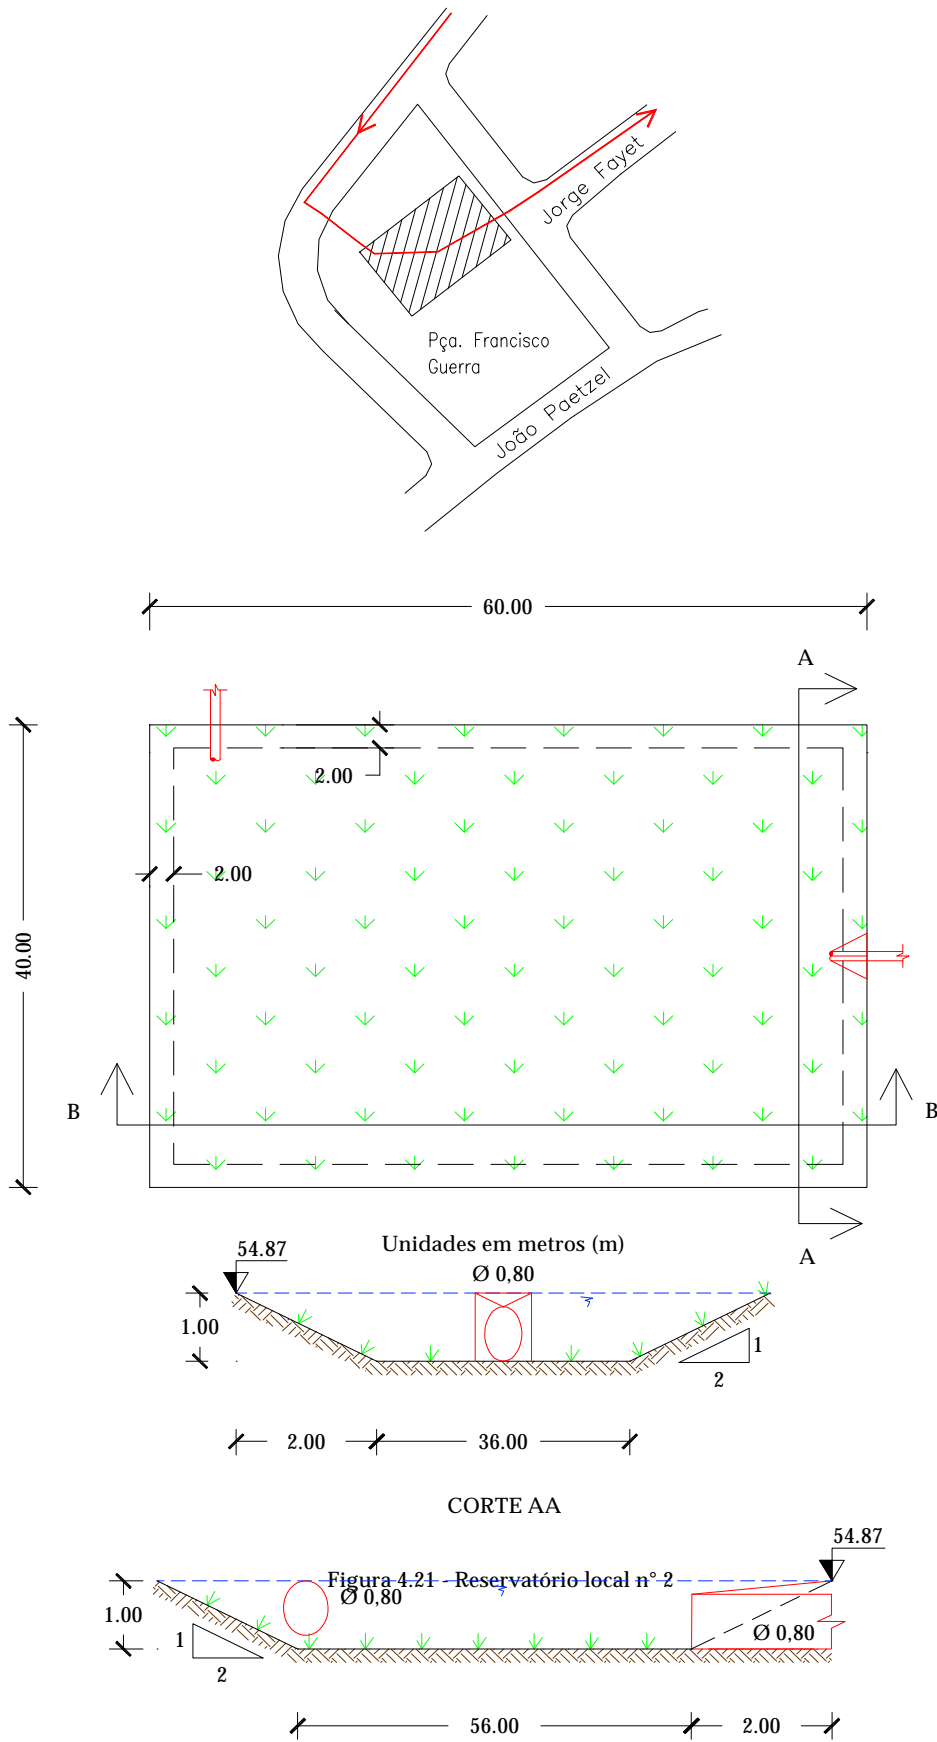 Jorge Fayet
Pça. Francisco
Guerra
João Paetzel
60.00
A
2.00
2.00
40.00
B
B
A
Unidades em metros (m)
54.87
Ø 0,80
1.00
1
2
2.00
36.00
CORTE AA
54.87
Figura 4.21 - Reservatório local n° 2
Ø 0,80
1.00
1
2
Ø 0,80
56.00
2.00